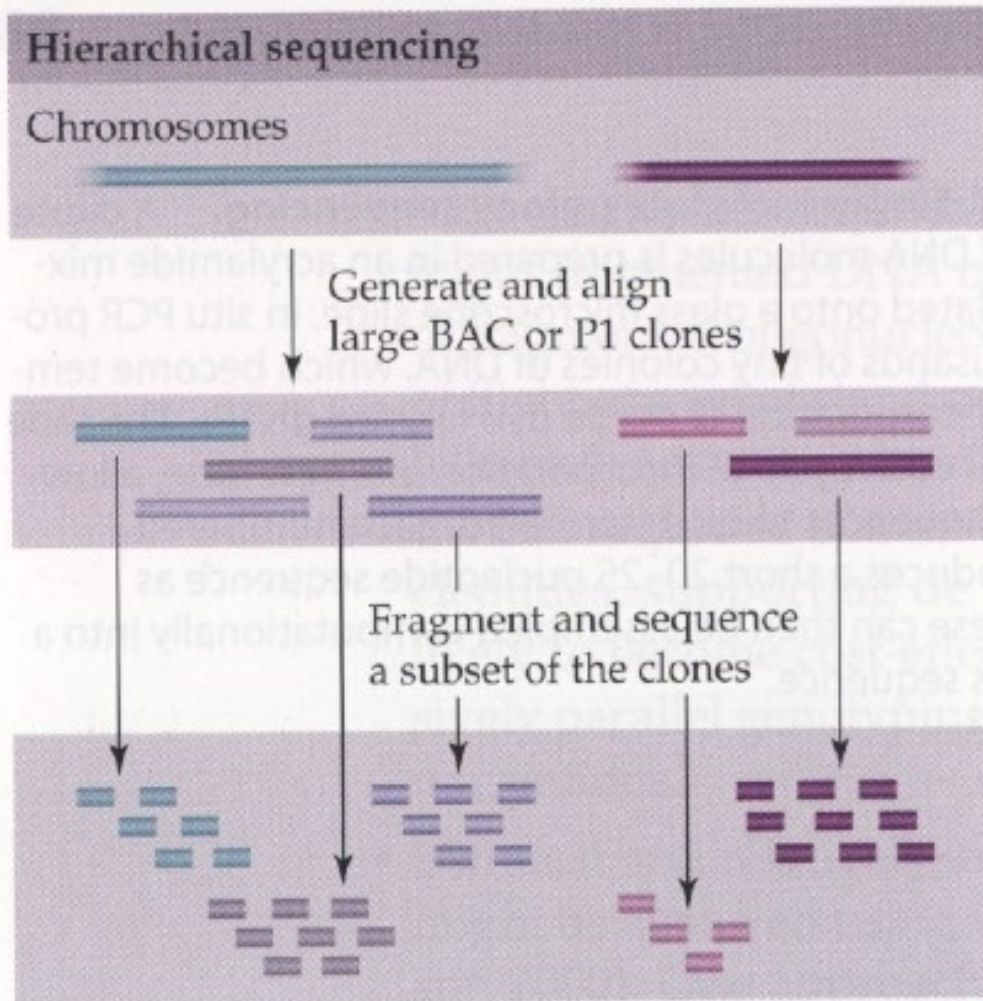 Hierarchical sequencing
Chromosomes
Generate and align
large BAC or P1 clones
Fragment and sequence
a subset of the clones